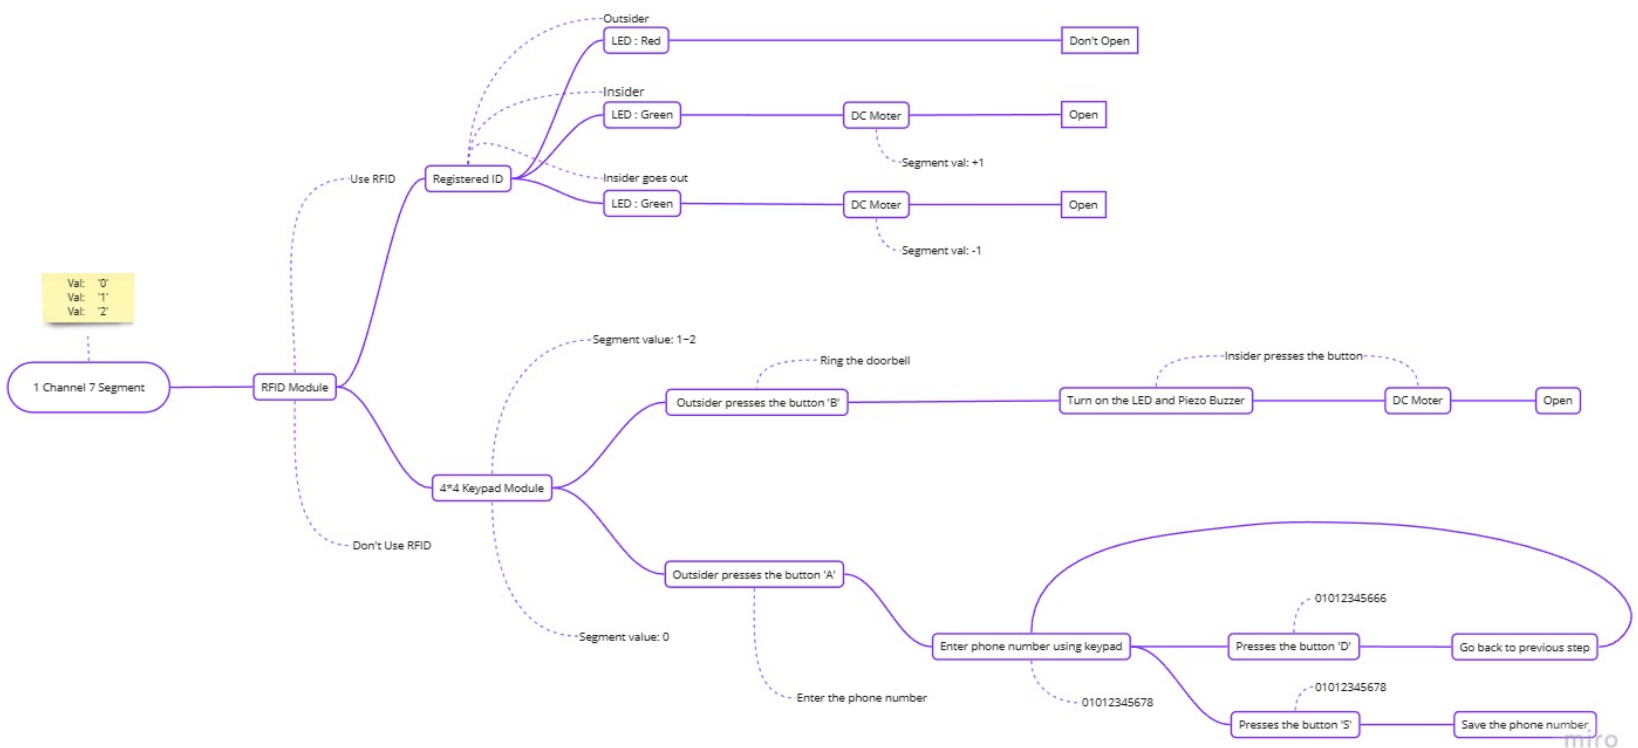 Outsider
LED : Red
Don't Open
Insider
LED : Green
DC Moter
Open
Segment val: +1
Use RFID
Registered ID
Insider goes out
LED : Green
DC Moter
Open
Segment val: -1
Val: '0'
Val: '1'
Val: '2'
1 Channel 7 Segment
RFID Module
Segment value: 1~2
Ring the doorbell
Insider presses the button
Outsider presses the button 'B'
Turn on the LED and Piezo Buzzer
DC Moter
Open
4*4 Keypad Module
Don't Use RFID
Outsider presses the button 'A'
Segment value: 0
01012345666
Enter phone number using keypad
Presses the button 'D'
Go back to previous step
Enter the phone number
01012345678
01012345678
Presses the button 'S'
Save the phone number
miro